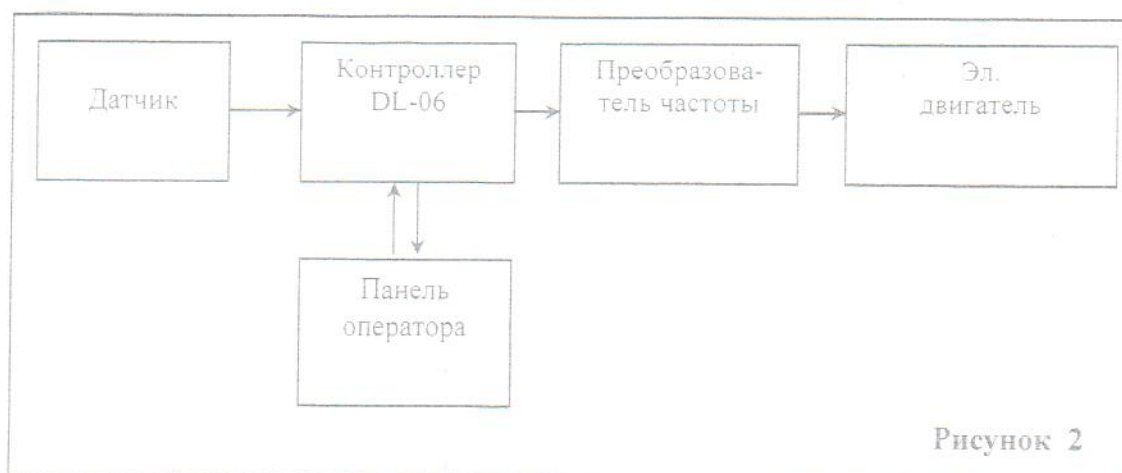 Датчик
Контроллер
DL-06
Преобразова-
тель частоты
Эл.
двигатель
Панель
оператора
Рисунок 2